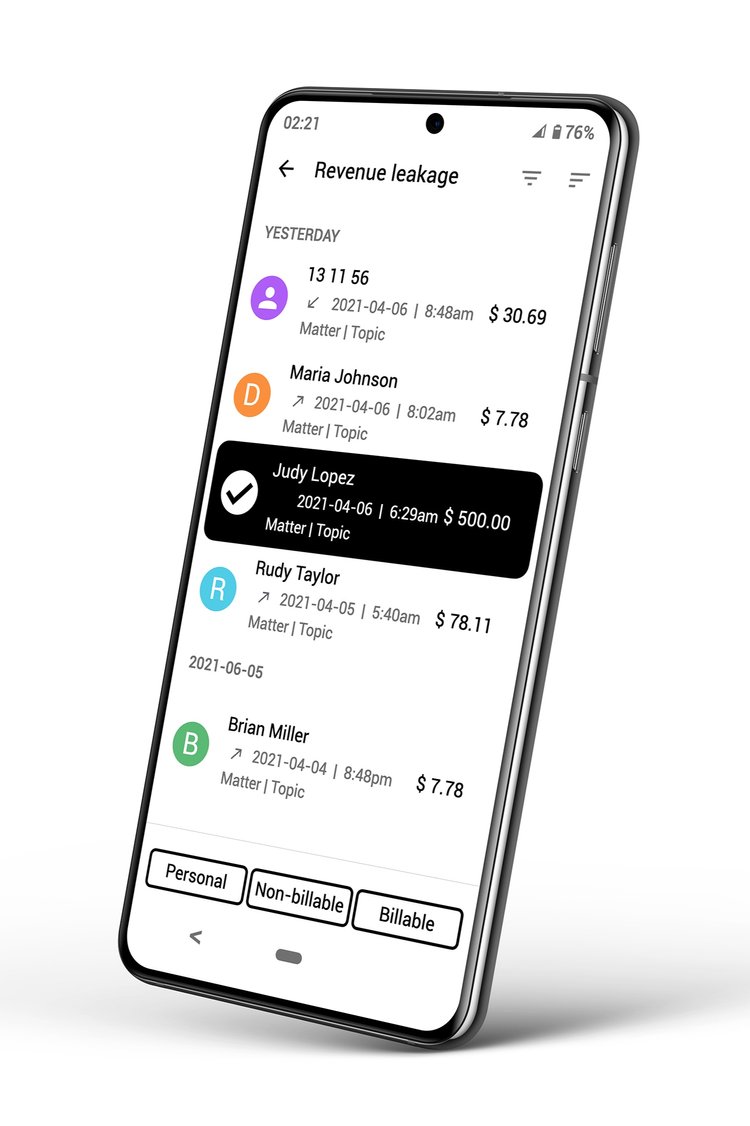 02:21
76%
Revenue leakage
YESTERDAY
13 11 56
2021-04-06 | 8:48am
$ 30.69
Matter | Topic
Maria Johnson
D
2021-04-06 | 8:02am
$ 7.78
Matter | Topic
Judy Lopez
2021-04-06 | 6:29am
$ 500.00
Matter | Topic
Rudy Taylor
R
2021-04-05 | 5:40am
$ 78.11
Matter | Topic
2021-06-05
Brian Miller
B
2021-04-04 | 8:48pm
$ 7.78
Matter | Topic
Personal
Non-billable
Billable